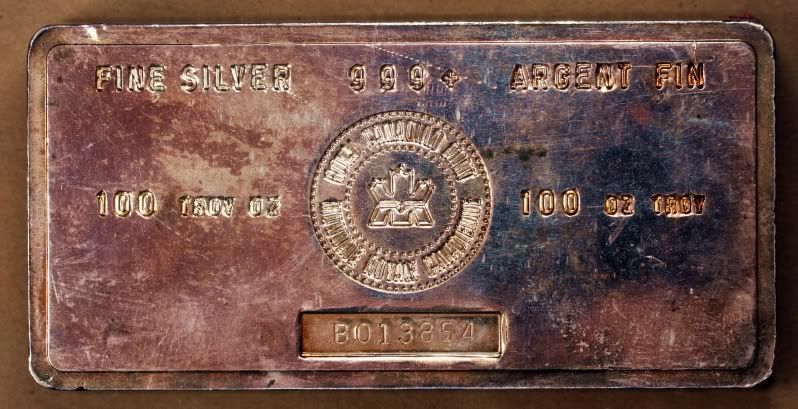 FINE SILVER 999+ ARGENT FIN
ROYAL CANADIAN MINT
MONNAIE ROYALE CANADIENNE
100 TROY OZ 100 OZ TROY
B013854